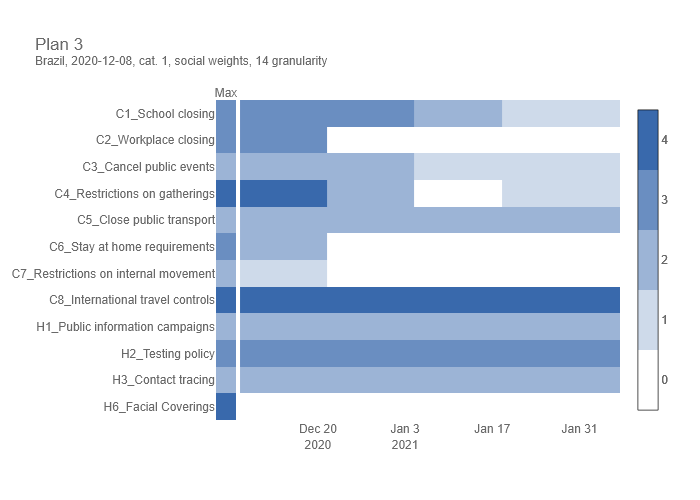 Plan 3
Brazil, 2020-12-08, cat. 1, social weights, 14 granularity
Max
C1_School closing
C2_Workplace closing
C3_Cancel public events
C4_Restrictions on gatherings
C5_Close public transport
C6_Stay at home requirements
C7_Restrictions on internal movement
C8_International travel controls
H1_Public information campaigns
H2_Testing policy
H3_Contact tracing
H6_Facial Coverings
Dec 20 Jan 3 Jan 17 Jan 31
2020 2021
4
3
2
1
0